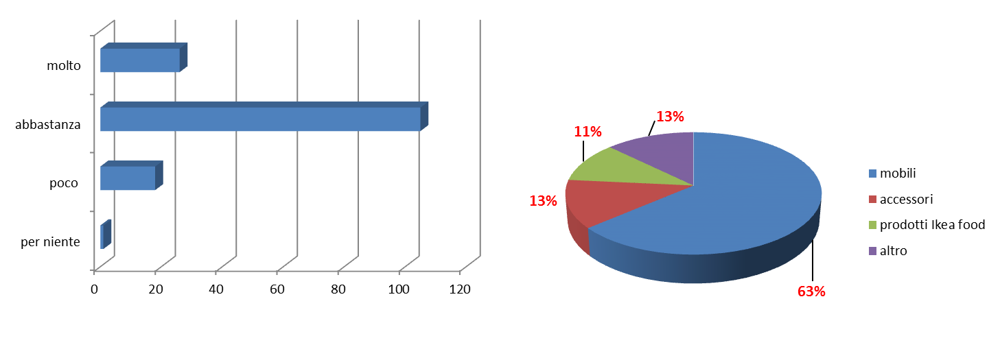 molto
abbastanza
poco
per niente
0 20 40 60 80 100 120
13%
11%
13%
63%
mobili
accessori
prodotti Ikea food
altro